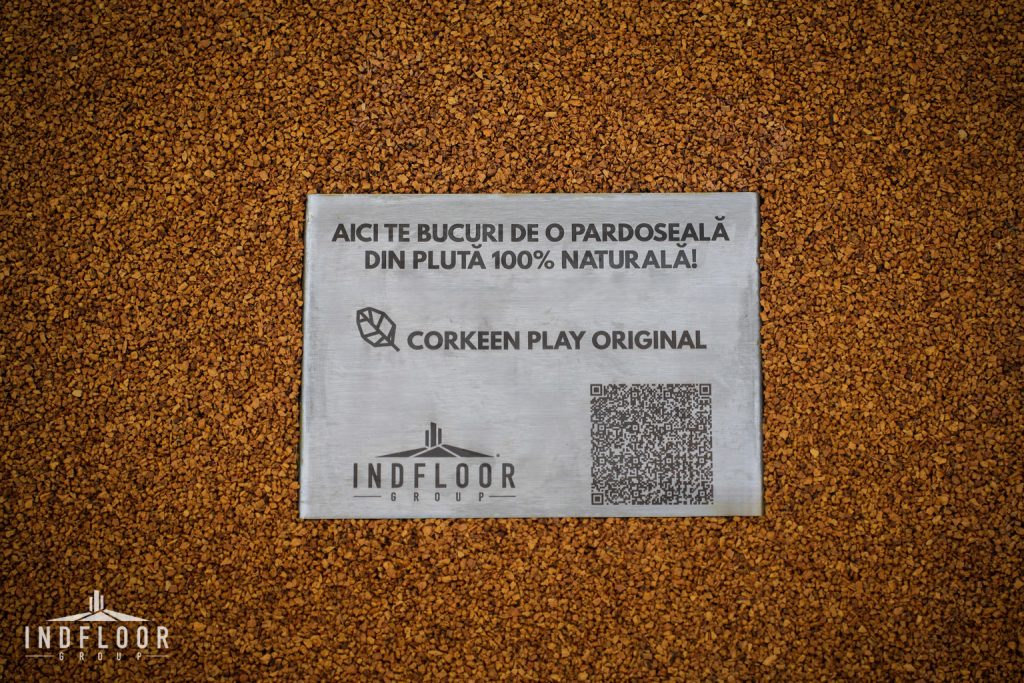 AICI TE BUCURI DE O PARDOSEALĂ
DIN PLUTĂ 100% NATURALĂ!
CORKEEN PLAY ORIGINAL
INDFLOOR
GROUP
INDFLOOR
GROUP